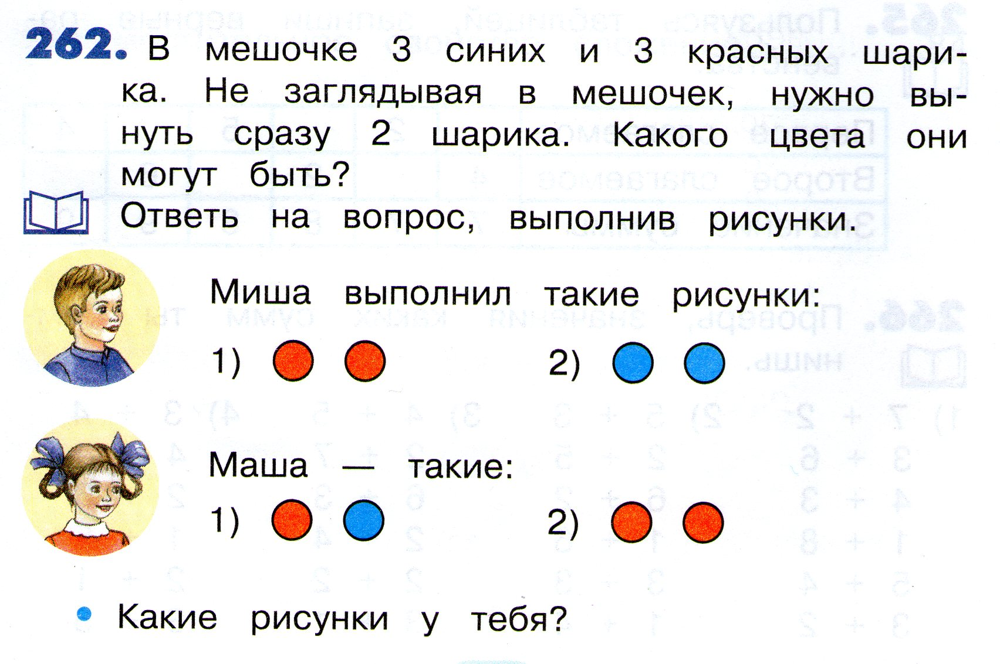 262. В мешочке 3 синих и 3 красных шари-
ка. Не заглядывая в мешочек, нужно вы-
нуть сразу 2 шарика. Какого цвета они
могут быть?
Ответь на вопрос, выполнив рисунки.
Миша выполнил такие рисунки:
1) 2)
Маша — такие:
1) 2)
• Какие рисунки у тебя?